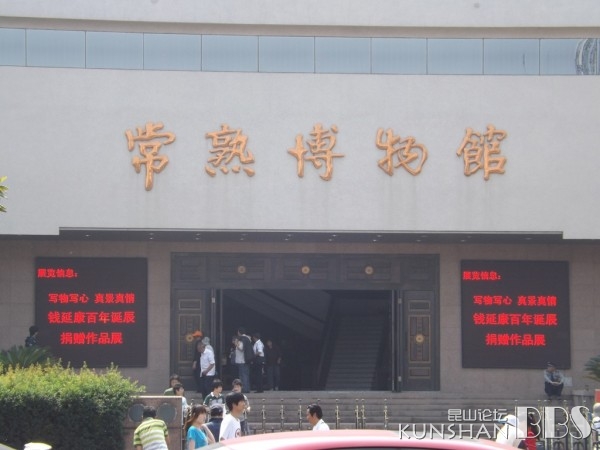 常熟博物馆
展览信息：
写物写心 真景真情
钱延康百年诞辰
捐赠作品展
展览信息：
写物写心 真景真情
钱延康百年诞辰
捐赠作品展
昆山论坛
KUNSHAN BBS